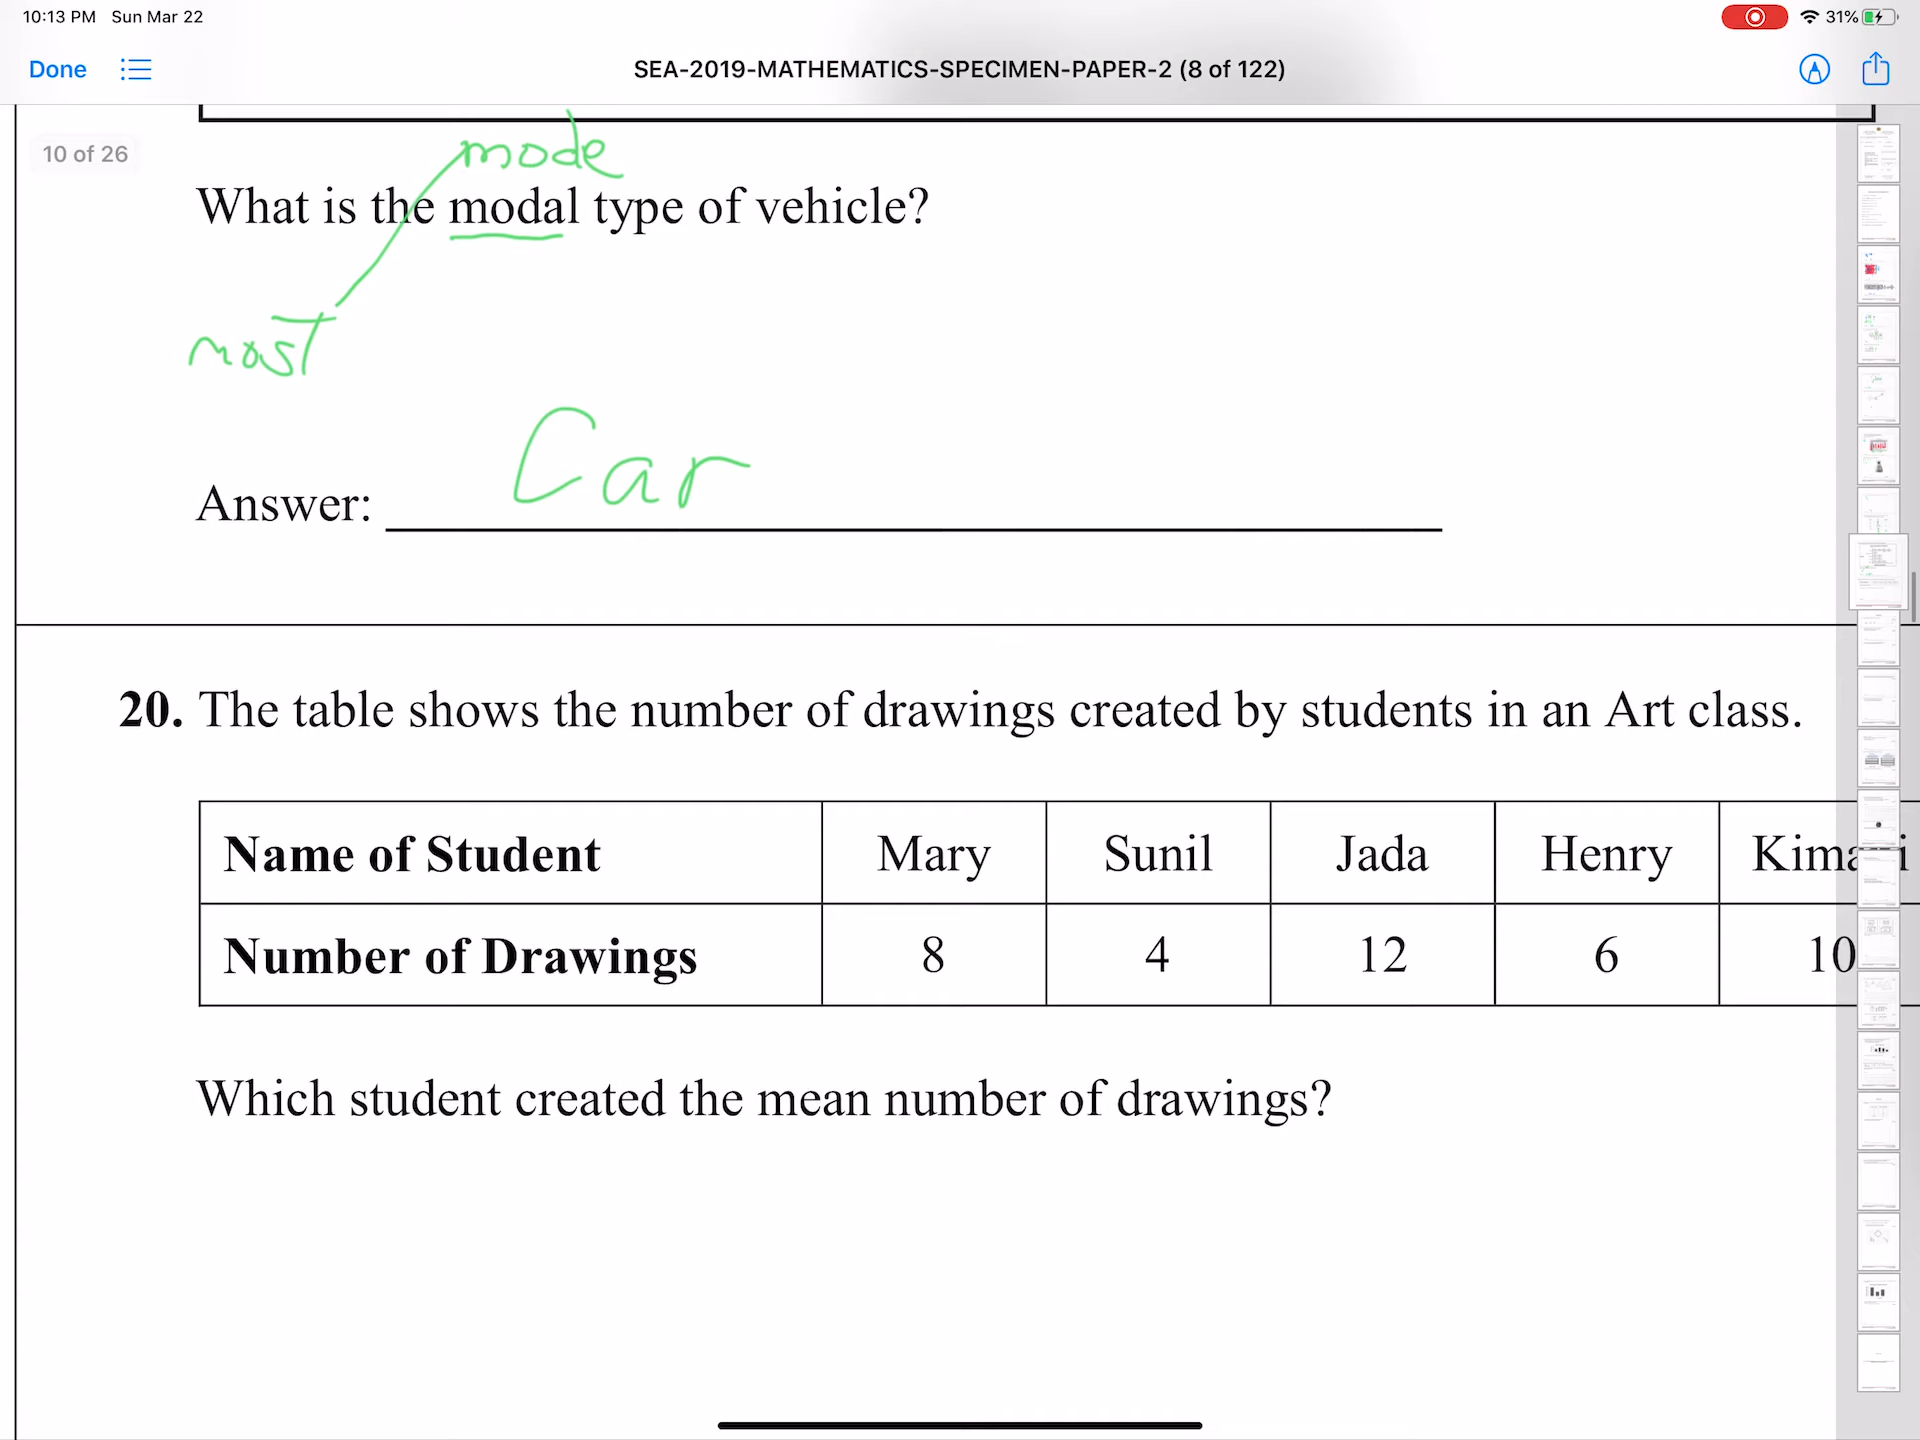 10:13 PM Sun Mar 22
31%
Done
SEA-2019-MATHEMATICS-SPECIMEN-PAPER-2 (8 of 122)
10 of 26
mode
What is the modal type of vehicle?
most
Car
Answer:
20. The table shows the number of drawings created by students in an Art class.
Name of Student Mary Sunil Jada Henry
Number of Drawings 8 4 12 6 10
Which student created the mean number of drawings?